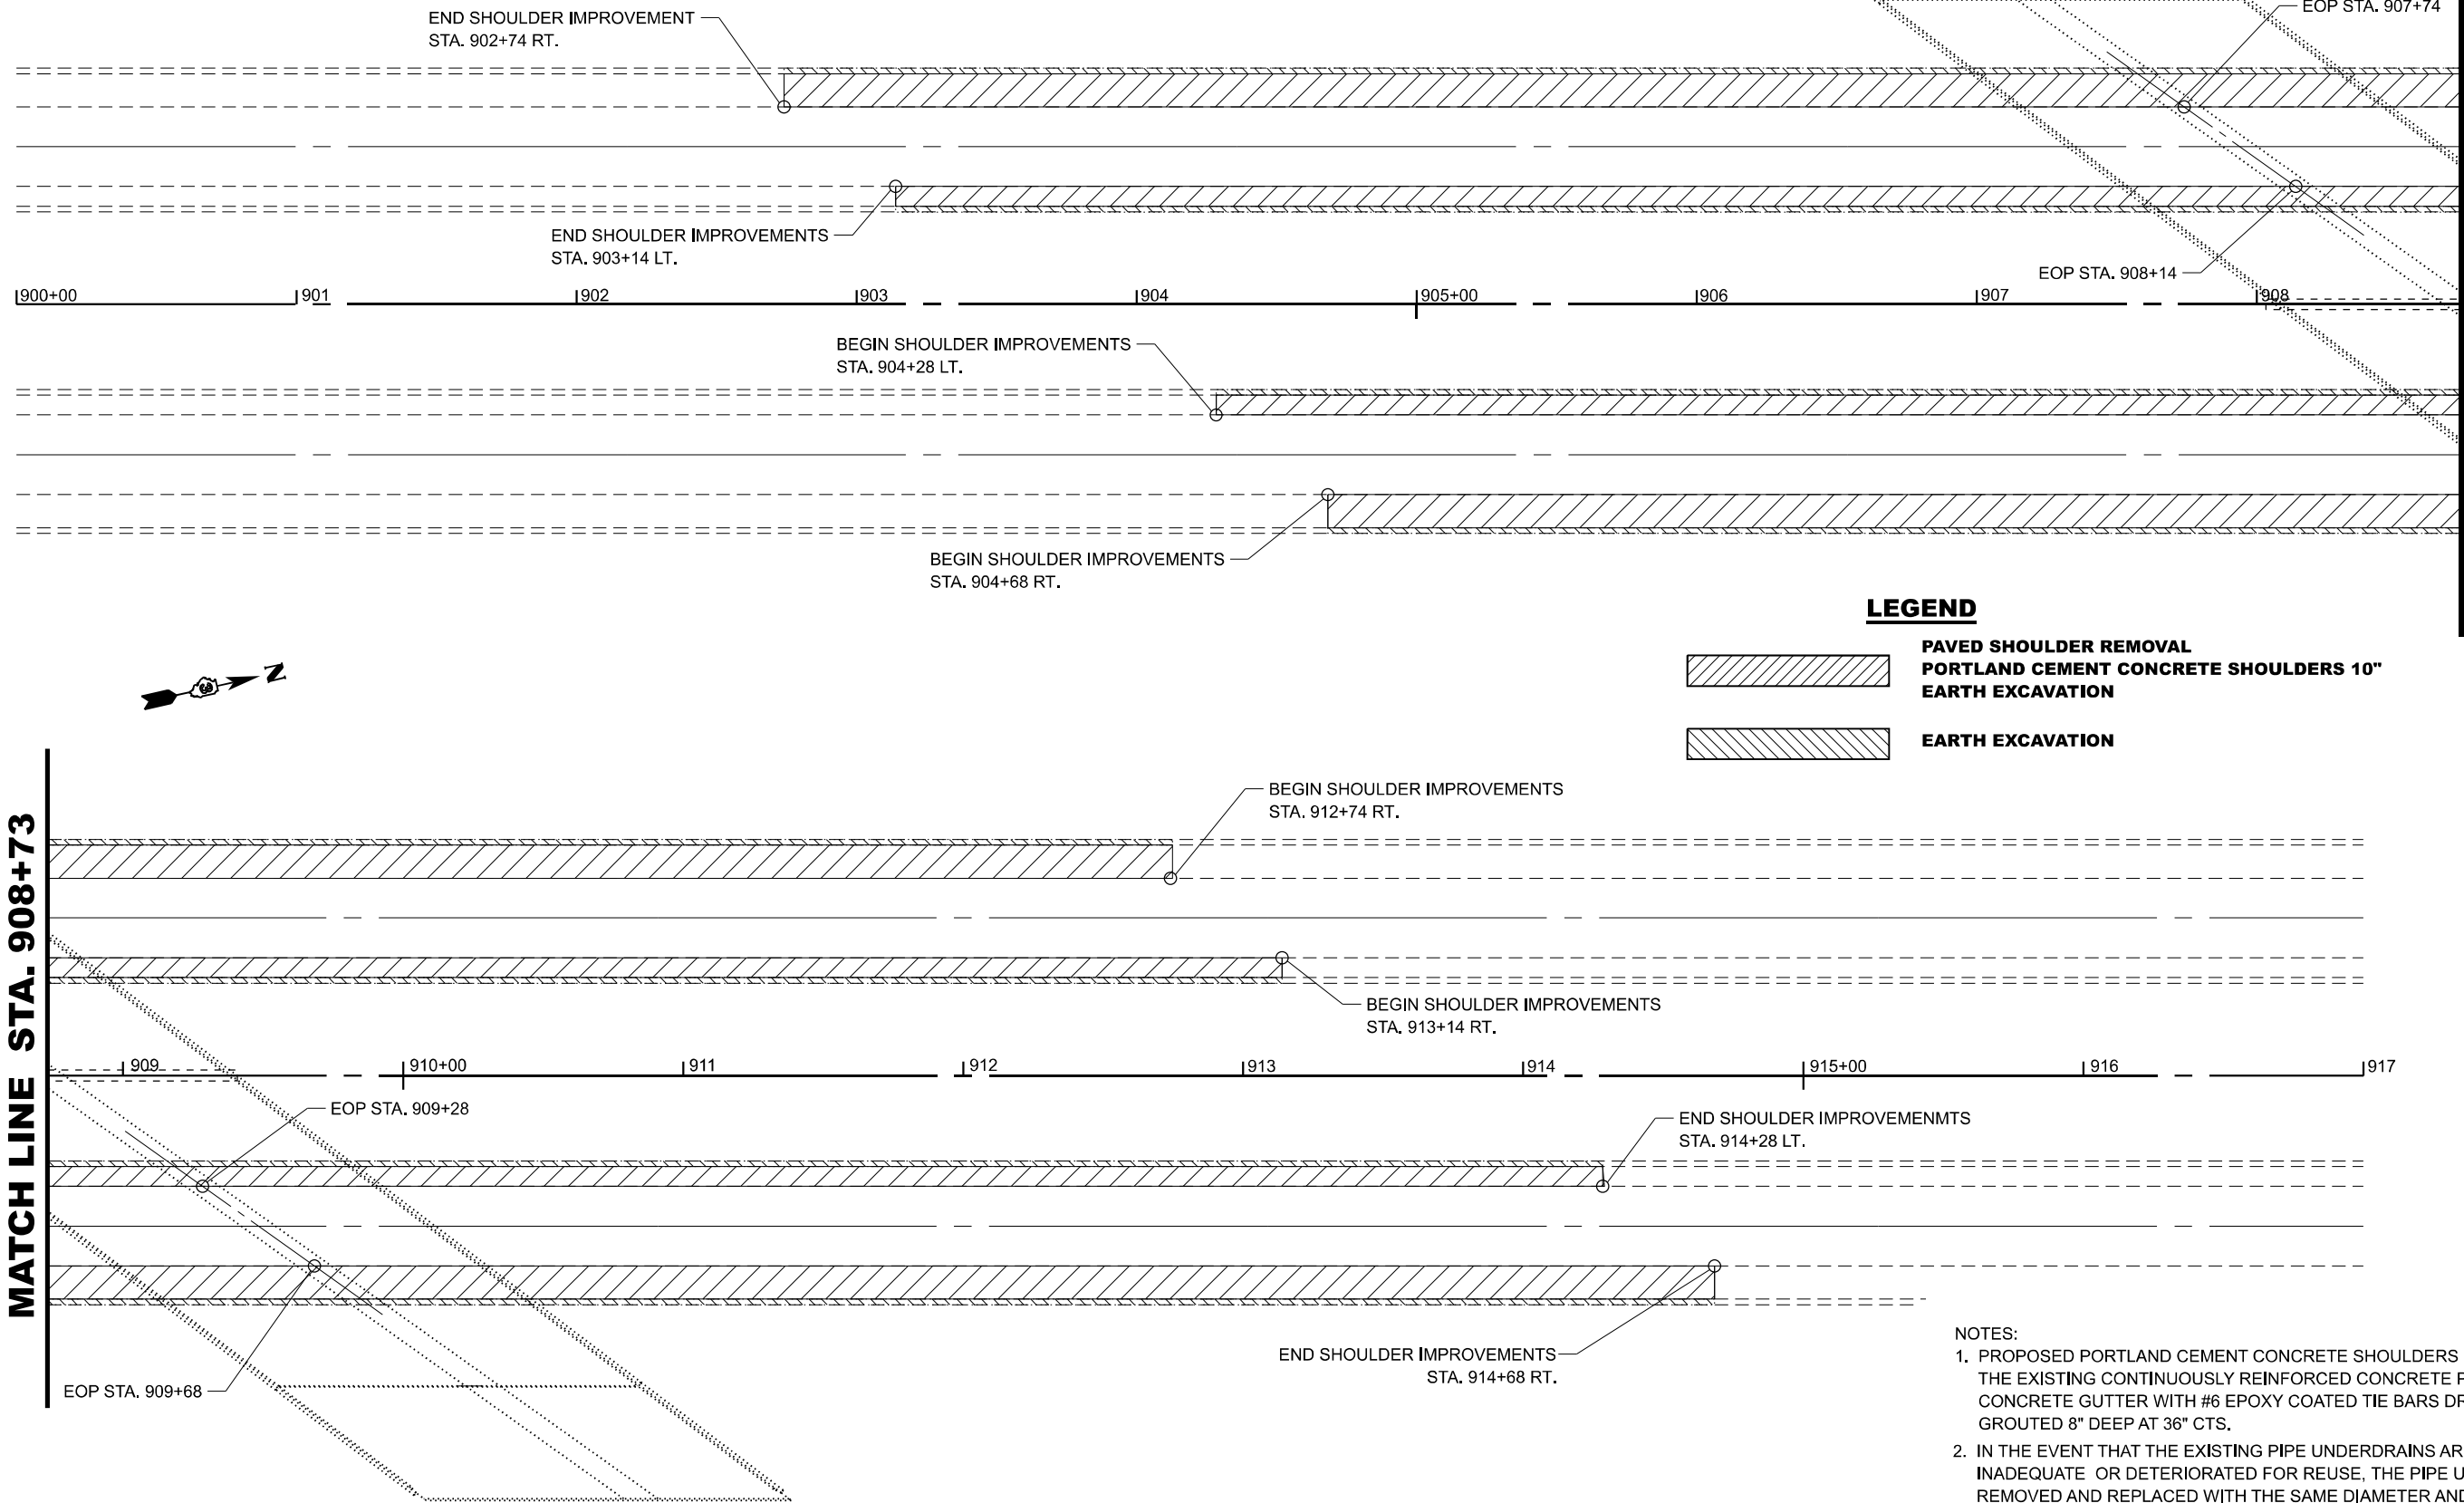 END SHOULDER IMPROVEMENT
STA. 902+74 RT.
EOP STA. 907+74
END SHOULDER IMPROVEMENTS
STA. 903+14 LT.
EOP STA. 908+14
900+00 901 902 903 904 905+00 906 907 908
BEGIN SHOULDER IMPROVEMENTS
STA. 904+28 LT.
BEGIN SHOULDER IMPROVEMENTS
STA. 904+68 RT.
LEGEND
PAVED SHOULDER REMOVAL
PORTLAND CEMENT CONCRETE SHOULDERS 10"
EARTH EXCAVATION
EARTH EXCAVATION
N
MATCH LINE STA. 908+73
BEGIN SHOULDER IMPROVEMENTS
STA. 912+74 RT.
BEGIN SHOULDER IMPROVEMENTS
STA. 913+14 RT.
909 910+00 911 912 913 914 915+00 916 917
EOP STA. 909+28
END SHOULDER IMPROVEMENMTS
STA. 914+28 LT.
END SHOULDER IMPROVEMENTS
STA. 914+68 RT.
EOP STA. 909+68
NOTES:
1. PROPOSED PORTLAND CEMENT CONCRETE SHOULDERS
THE EXISTING CONTINUOUSLY REINFORCED CONCRETE
CONCRETE GUTTER WITH #6 EPOXY COATED TIE BARS
GROUTED 8" DEEP AT 36" CTS.
2. IN THE EVENT THAT THE EXISTING PIPE UNDERDRAINS
INADEQUATE OR DETERIORATED FOR REUSE, THE PIPE
REMOVED AND REPLACED WITH THE SAME DIAMETER AND